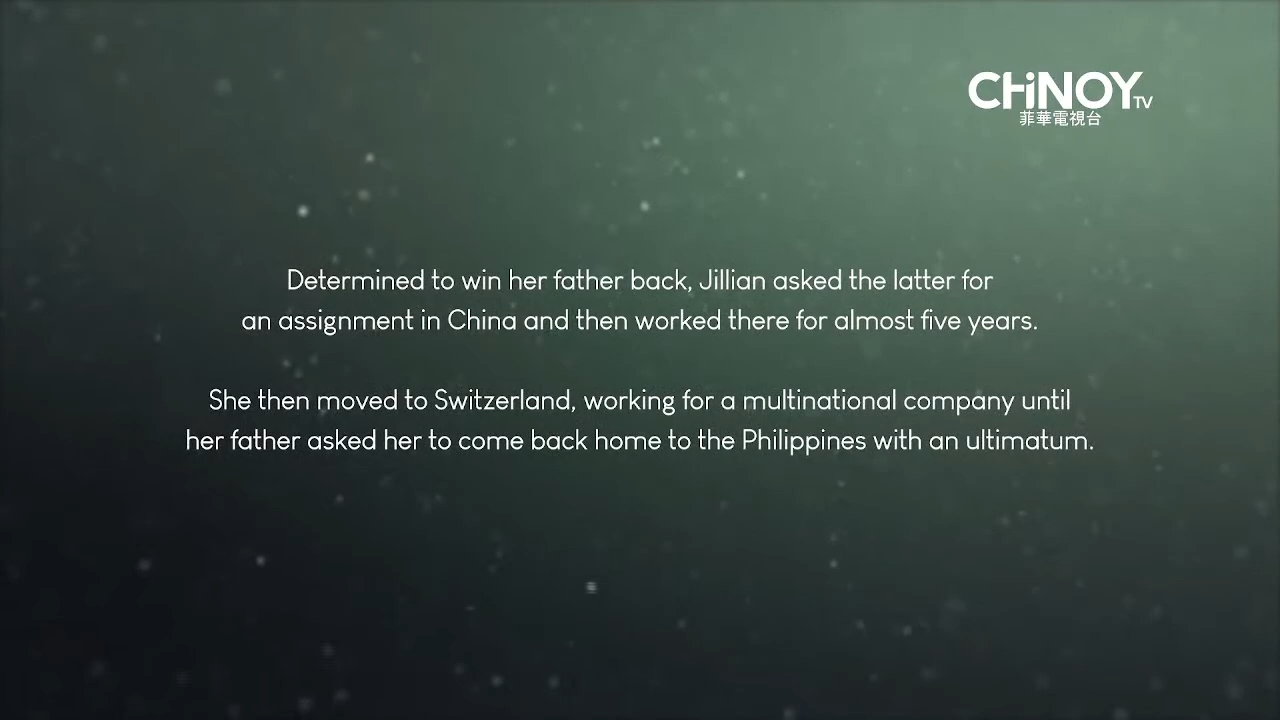 CHiNOY TV
菲華電視台
Determined to win her father back, Jillian asked the latter for
an assignment in China and then worked there for almost five years.
She then moved to Switzerland, working for a multinational company until
her father asked her to come back home to the Philippines with an ultimatum.